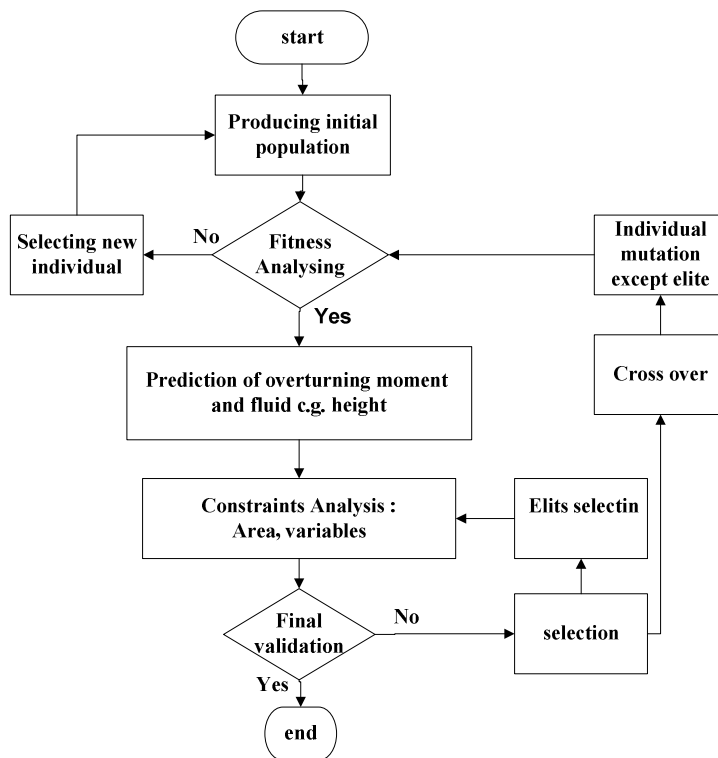 start
Producing initial
population
No
Selecting new
individual
Fitness
Analysing
Individual
mutation
except elite
Yes
Prediction of overturning moment
and fluid c.g. height
Cross over
Constraints Analysis :
Area, variables
Elits selectin
Final
validation
No
selection
Yes
end